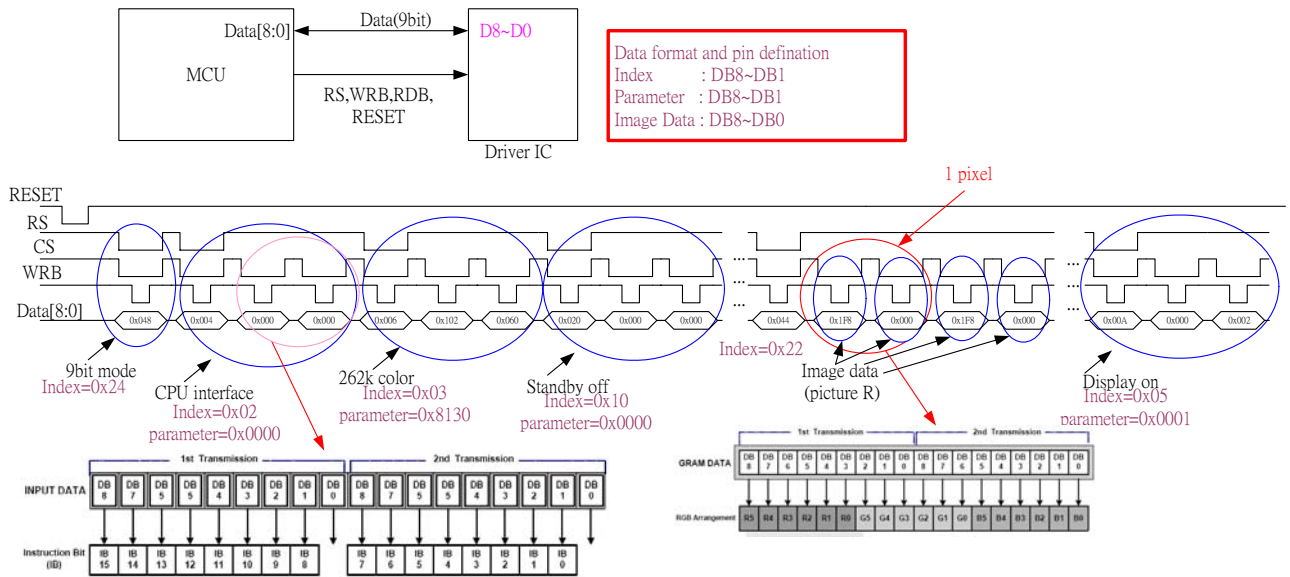 Data(9bit)
Data[8:0]
D8~D0
MCU
RS,WRB,RDB,
RESET
Driver IC
Data format and pin defination
Index : DB8~DB1
Parameter : DB8~DB1
Image Data : DB8~DB0
1 pixel
RESET
RS
CS
WRB
... ...
... ...
... ...
Data[8:0]
0x048 0x004 0x000 0x000 0x006 0x102 0x060 0x020 0x000 0x000 0x044 0x1F8 0x000 0x1F8 0x000 0x00A 0x000 0x002
9bit mode
Index=0x24
CPU interface
Index=0x02
parameter=0x0000
262k color
Index=0x03
parameter=0x8130
Standby off
Index=0x10
parameter=0x0000
Index=0x22
Image data
(picture R)
Display on
Index=0x05
parameter=0x0001
1st Transmission 2nd Transmission
INPUT DATA
DB 8 DB 7 DB 5 DB 5 DB 4 DB 3 DB 2 DB 1 DB 0 DB 8 DB 7 DB 5 DB 5 DB 4 DB 3 DB 2 DB 1 DB 0
Instruction Bit
(IB)
IB 15 IB 14 IB 13 IB 12 IB 11 IB 10 IB 9 IB 8 IB 7 IB 6 IB 5 IB 4 IB 3 IB 2 IB 1 IB 0
1st Transmission 2nd Transmission
GRAM DATA
DB 8 DB 7 DB 6 DB 5 DB 4 DB 3 DB 2 DB 1 DB 0 DB 8 DB 7 DB 6 DB 5 DB 4 DB 3 DB 2 DB 1 DB 0
RGB Arrangement
R5 R4 R3 R2 R1 R0 G5 G4 G3 G2 G1 G0 B5 B4 B3 B2 B1 B0